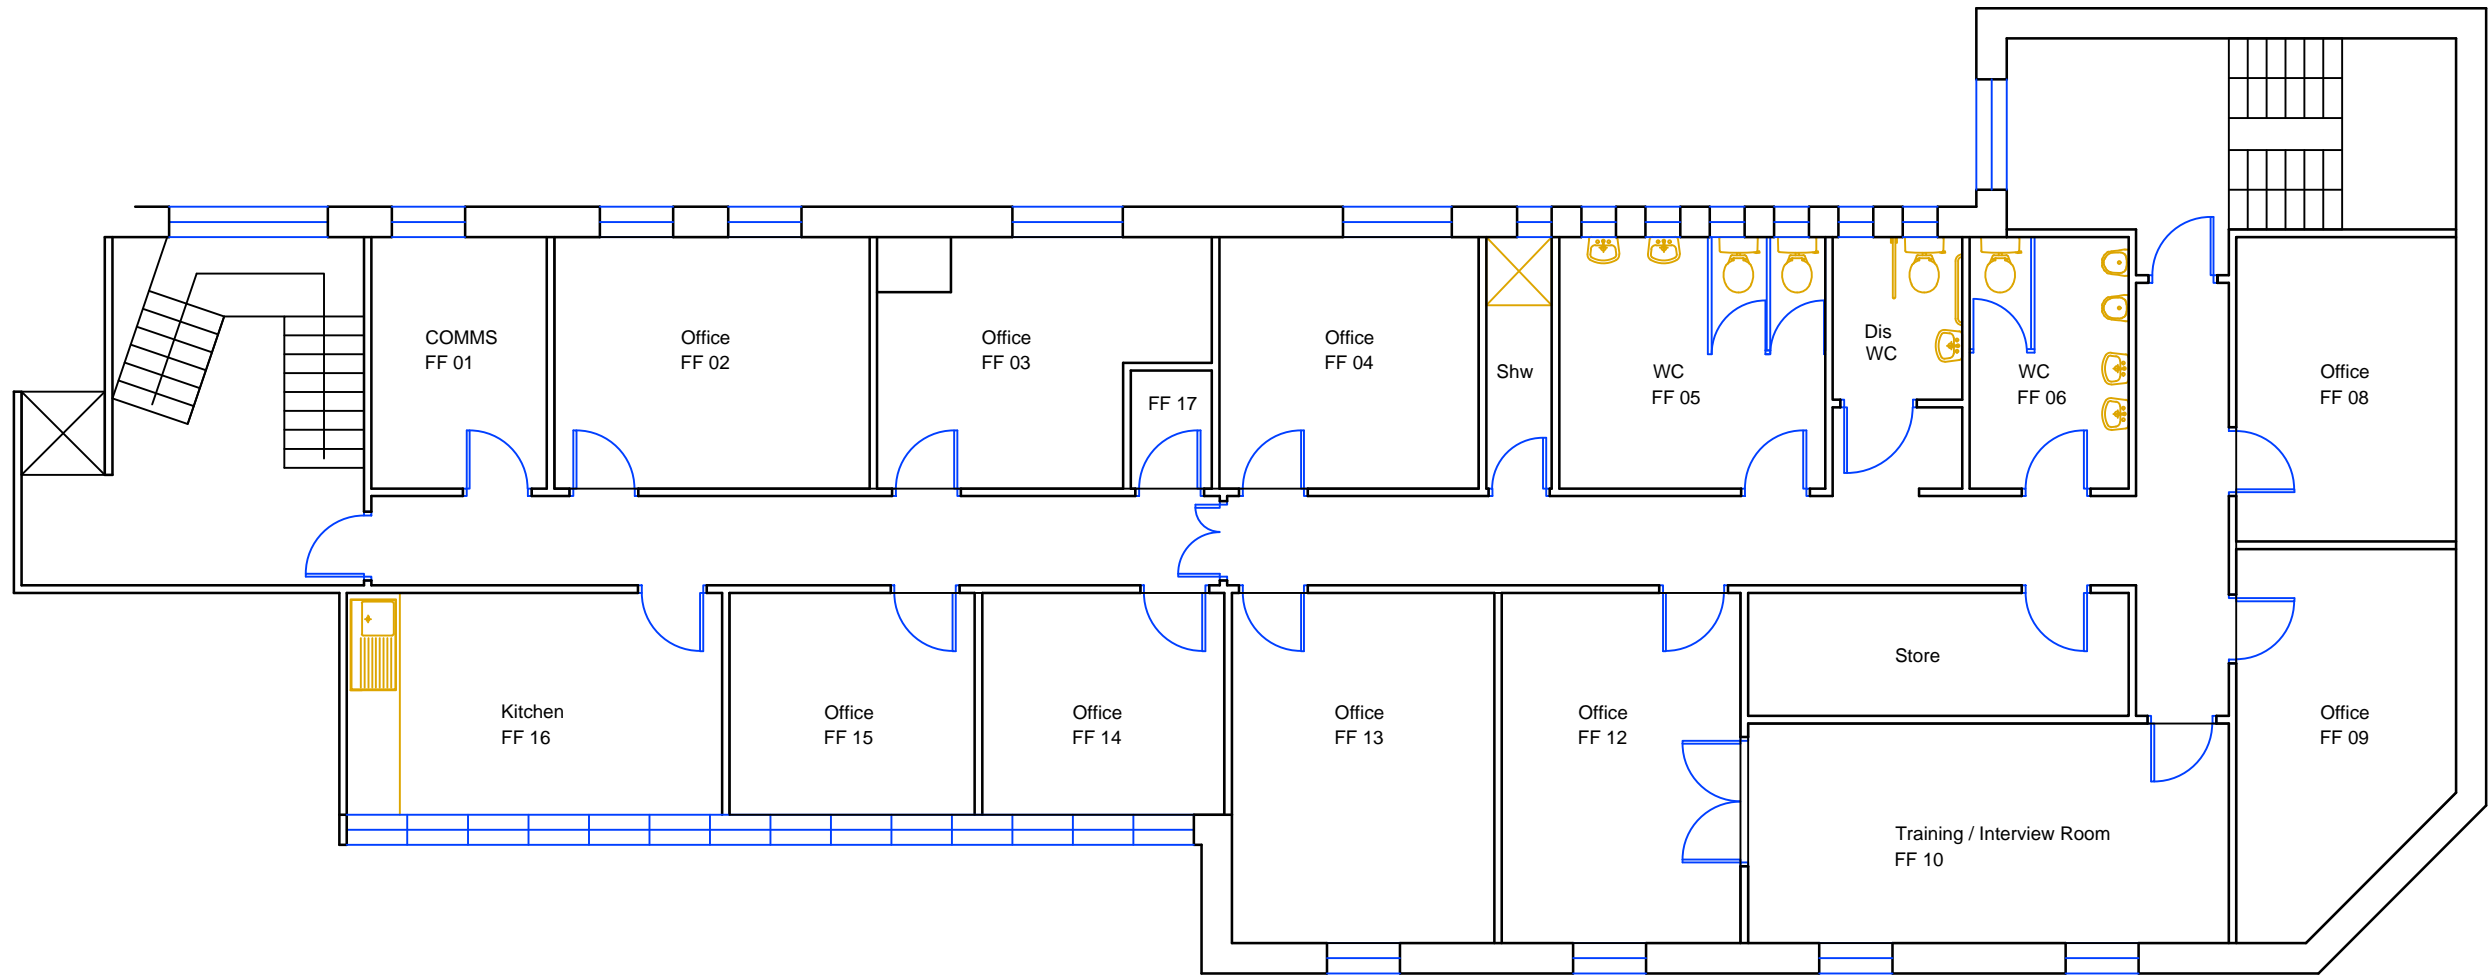 COMMS
FF 01
Office
FF 02
Office
FF 03
Office
FF 04
FF 17
Shw
WC
FF 05
Dis
WC
WC
FF 06
Office
FF 08
Kitchen
FF 16
Office
FF 15
Office
FF 14
Office
FF 13
Office
FF 12
Store
Training / Interview Room
FF 10
Office
FF 09